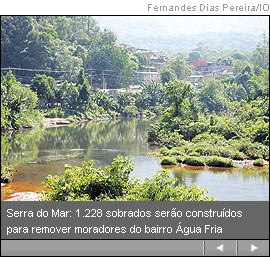 Fernandes Dias Pereira/IO
Serra do Mar: 1.228 sobrados serão construídos
para remover moradores do bairro Água Fria